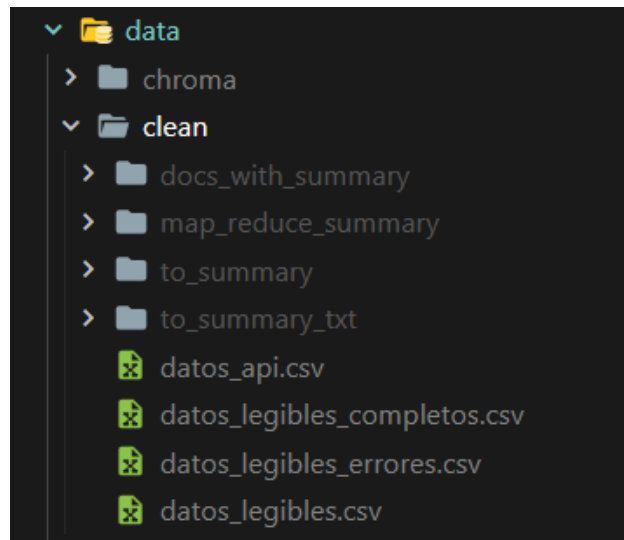 data
chroma
clean
docs_with_summary
map_reduce_summary
to_summary
to_summary_txt
datos_api.csv
datos_legibles_completos.csv
datos_legibles_errores.csv
datos_legibles.csv